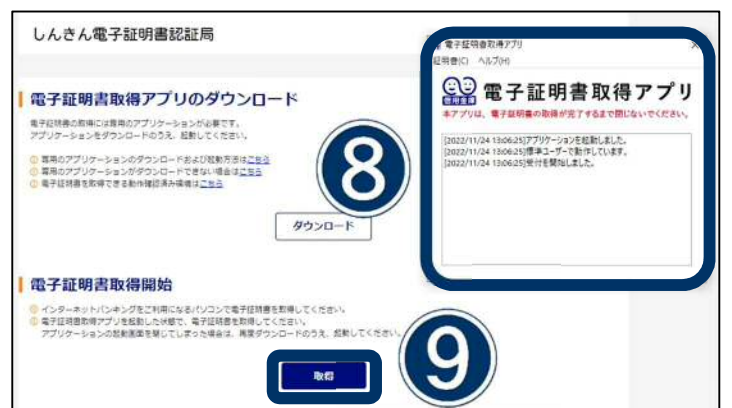 しんきん電子証明書認証局
電子証明書取得アプリのダウンロード
電子証明書の取得には専用のアプリケーションが必要です。
アプリケーションをダウンロードのうえ、起動してください。
専用のアプリケーションのダウンロードおよび起動方法はこちら
専用のアプリケーションがダウンロードできない場合はこちら
電子証明書を取得できる動作確認済み環境はこちら
ダウンロード
8
電子証明書取得アプリ
証明書(C) ヘルプ(H)
信用金庫
電子証明書取得アプリ
本アプリは、電子証明書の取得が完了するまで閉じないでください。
[2022/11/24 13:06:25]アプリケーションを起動しました。
[2022/11/24 13:06:25]標準ユーザーで動作しています。
[2022/11/24 13:06:25]受付を開始しました。
電子証明書取得開始
インターネットバンキングをご利用になるパソコンで電子証明書を取得してください。
電子証明書取得アプリを起動した状態で、電子証明書を取得してください。
アプリケーションの起動画面を閉じてしまった場合は、再度ダウンロードのうえ、起動してください。
取得
9